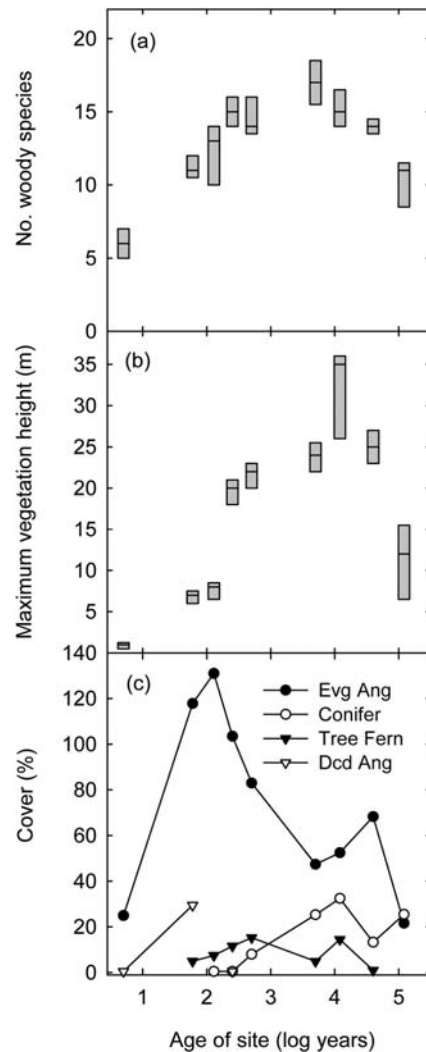 20
(a)
15
No. woody species
10
5
0
35
(b)
30
Maximum vegetation height (m)
25
20
15
10
5
140
(c)
Evg Ang
120
Conifer
100
Tree Fern
Dcd Ang
80
Cover (%)
60
40
20
0
1 2 3 4 5
Age of site (log years)